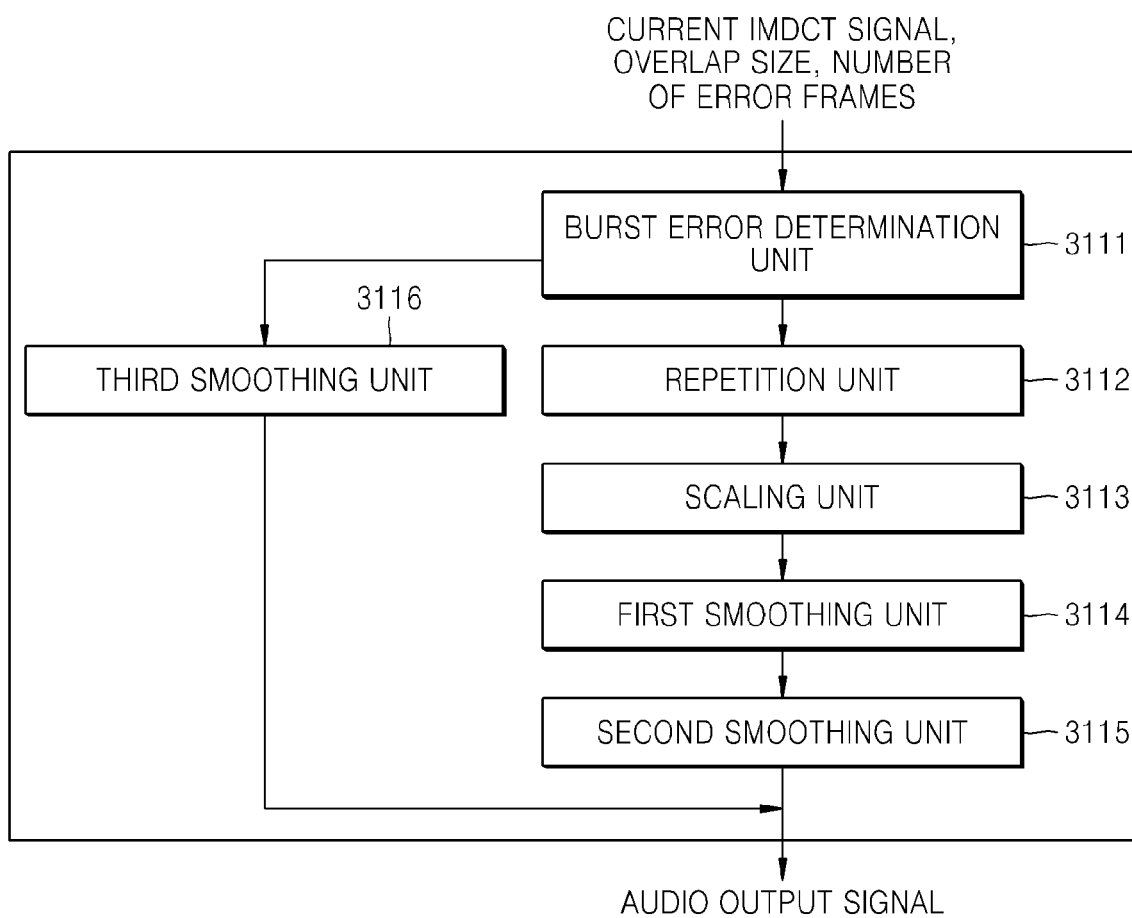 CURRENT IMDCT SIGNAL,
OVERLAP SIZE, NUMBER
OF ERROR FRAMES
BURST ERROR DETERMINATION
UNIT
3111
3116
THIRD SMOOTHING UNIT
REPETITION UNIT
3112
SCALING UNIT
3113
FIRST SMOOTHING UNIT
3114
SECOND SMOOTHING UNIT
3115
AUDIO OUTPUT SIGNAL